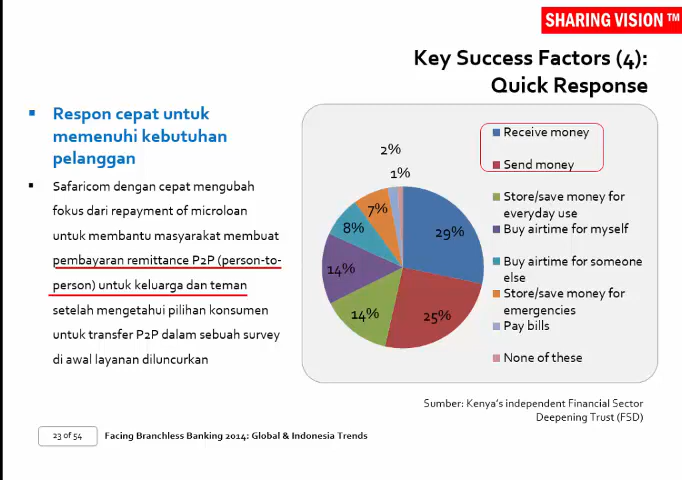 SHARING VISION ™
Key Success Factors (4):
Quick Response
Respon cepat untuk
memenuhi kebutuhan
pelanggan
Safaricom dengan cepat mengubah
fokus dari repayment of microloan
untuk membantu masyarakat membuat
pembayaran remittance P2P (person-to-
person) untuk keluarga dan teman
setelah mengetahui pilihan konsumen
untuk transfer P2P dalam sebuah survey
di awal layanan diluncurkan
2%
1%
7%
8%
29%
14%
14%
25%
Receive money
Send money
Store/save money for
everyday use
Buy airtime for myself
Buy airtime for someone
else
Store/save money for
emergencies
Pay bills
None of these
Sumber: Kenya's independent Financial Sector
Deepening Trust (FSD)
23 of 54
Facing Branchless Banking 2014: Global & Indonesia Trends